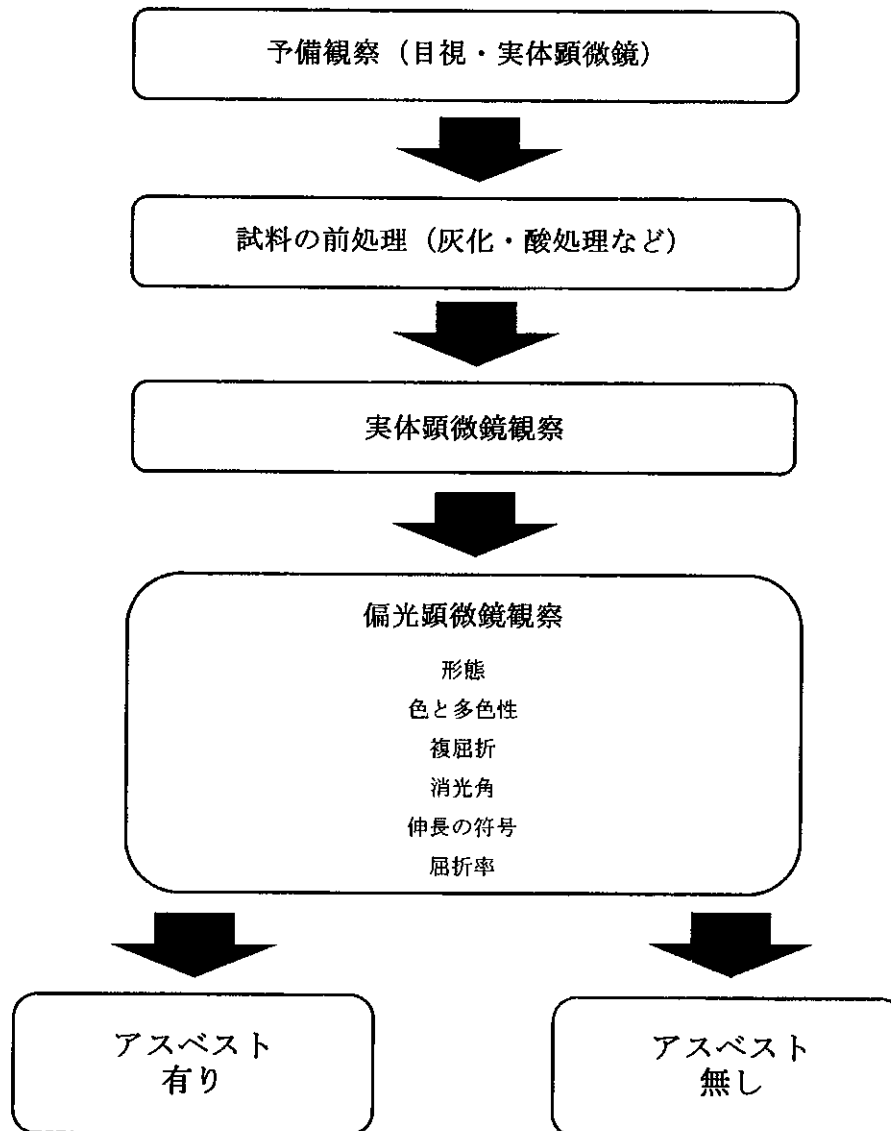 予備観察（目視・実体顕微鏡）
試料の前処理（灰化・酸処理など）
実体顕微鏡観察
偏光顕微鏡観察
形態
色と多色性
複屈折
消光角
伸長の符号
屈折率
アスベスト
有り
アスベスト
無し